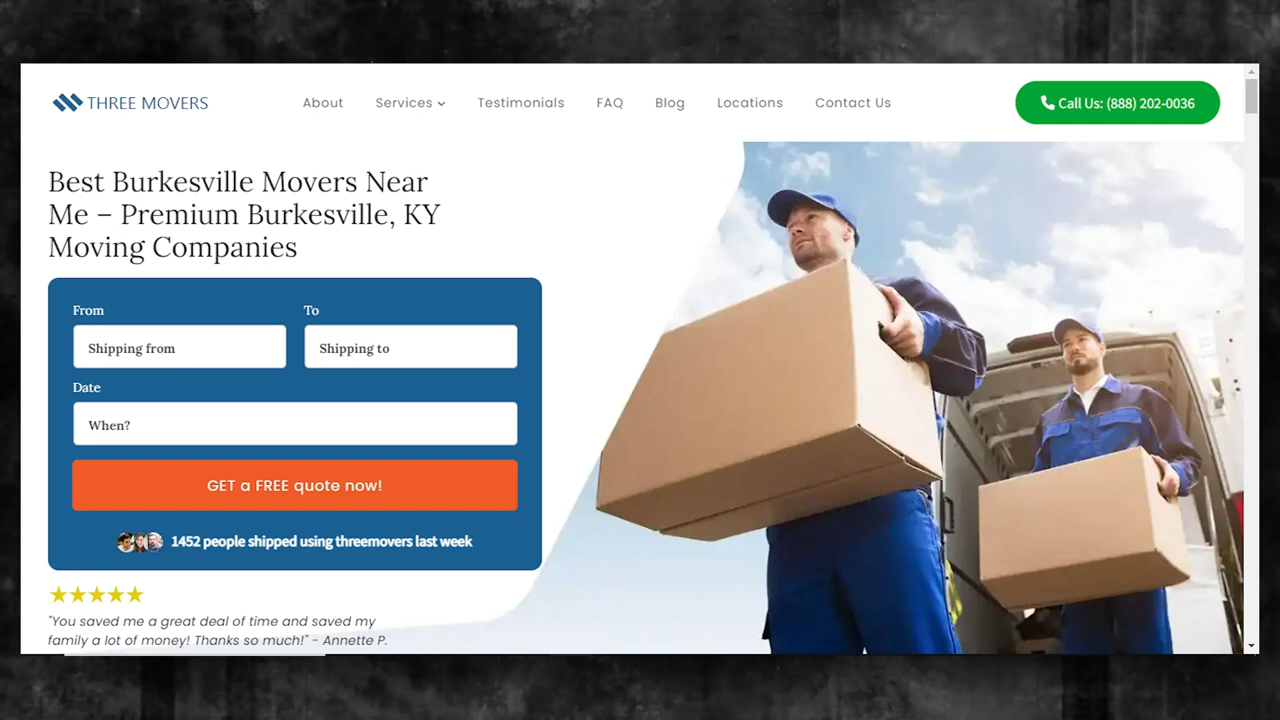 THREE MOVERS
About Services Testimonials FAQ Blog Locations Contact Us
Call Us: (888) 202-0036
Best Burkesville Movers Near
Me – Premium Burkesville, KY
Moving Companies
From To
Shipping from Shipping to
Date
When?
GET a FREE quote now!
1452 people shipped using threemovers last week
"You saved me a great deal of time and saved my
family a lot of money! Thanks so much!" - Annette P.